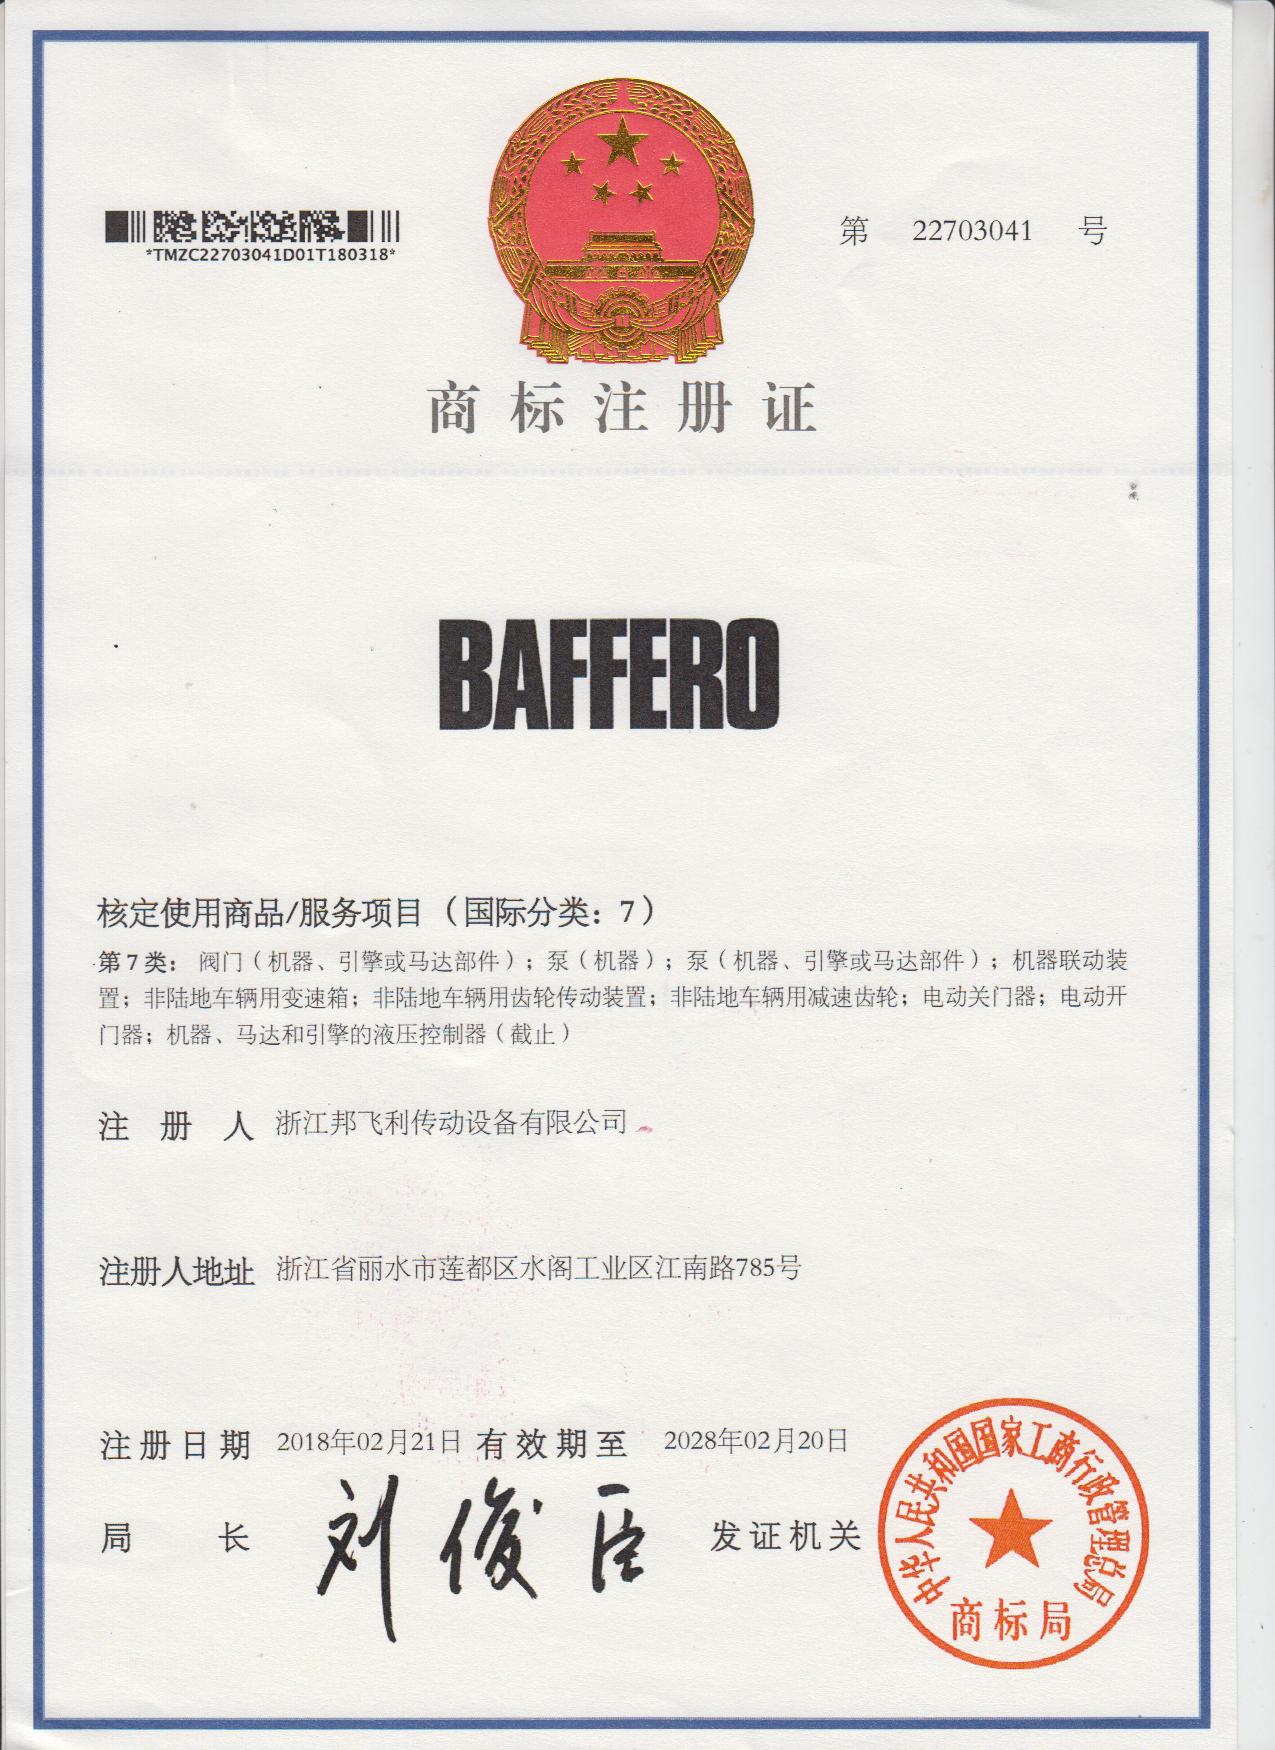 *TMZC22703041D01T180318*
第 22703041 号
商标注册证
BAFFERO
核定使用商品/服务项目（国际分类：7）
第7类： 阀门（机器、引擎或马达部件）；泵（机器）；泵（机器、引擎或马达部件）；机器联动装
置；非陆地车辆用变速箱；非陆地车辆用齿轮传动装置；非陆地车辆用减速齿轮；电动关门器；电动开
门器；机器、马达和引擎的液压控制器（截止）
注册人 浙江邦飞利传动设备有限公司
注册人地址 浙江省丽水市莲都区水阁工业区江南路785号
注册日期 2018年02月21日 有效期至 2028年02月20日
局长 刘俊臣 发证机关
中华人民共和国国家工商行政管理总局
商标局